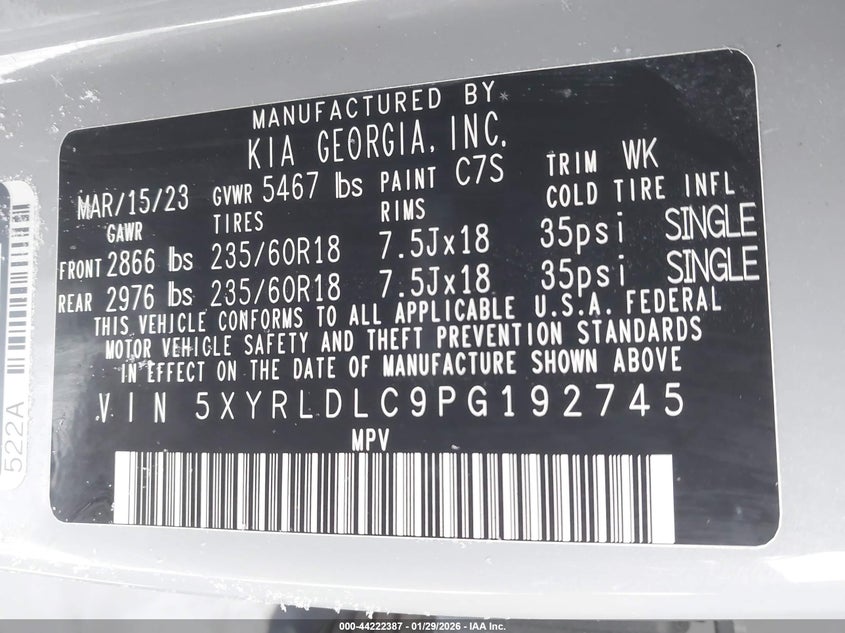 MANUFACTURED BY
KIA GEORGIA, INC.
MAR/15/23 GVWR 5467 lbs PAINT C7S TRIM WK
GAWR TIRES RIMS COLD TIRE INFL
FRONT 2866 lbs 235/60R18 7.5Jx18 35psi SINGLE
REAR 2976 lbs 235/60R18 7.5Jx18 35psi SINGLE
THIS VEHICLE CONFORMS TO ALL APPLICABLE U.S.A. FEDERAL
MOTOR VEHICLE SAFETY AND THEFT PREVENTION STANDARDS
IN EFFECT ON THE DATE OF MANUFACTURE SHOWN ABOVE
VIN 5XYRLDLC9PG192745
MPV
522A
000-44222387 - 01/29/2026 - IAA Inc.